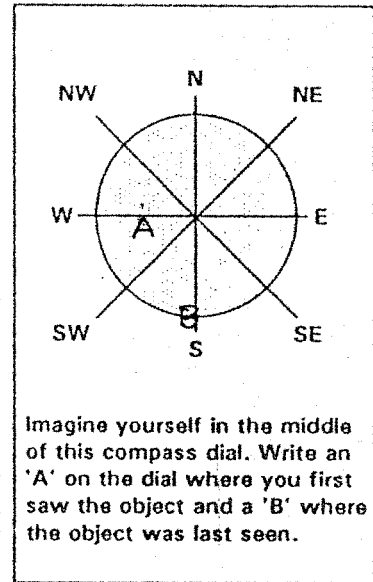 N
NW NE
W A E
B
SW SE
S
Imagine yourself in the middle
of this compass dial. Write an
'A' on the dial where you first
saw the object and a 'B' where
the object was last seen.